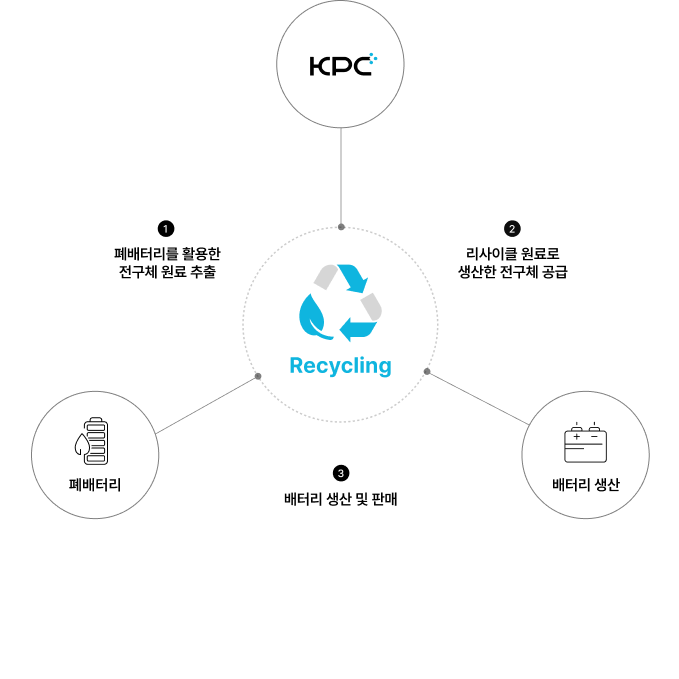 KPC
1
폐배터리를 활용한
전구체 원료 추출
2
리사이클 원료로
생산한 전구체 공급
Recycling
폐배터리
배터리 생산
3
배터리 생산 및 판매